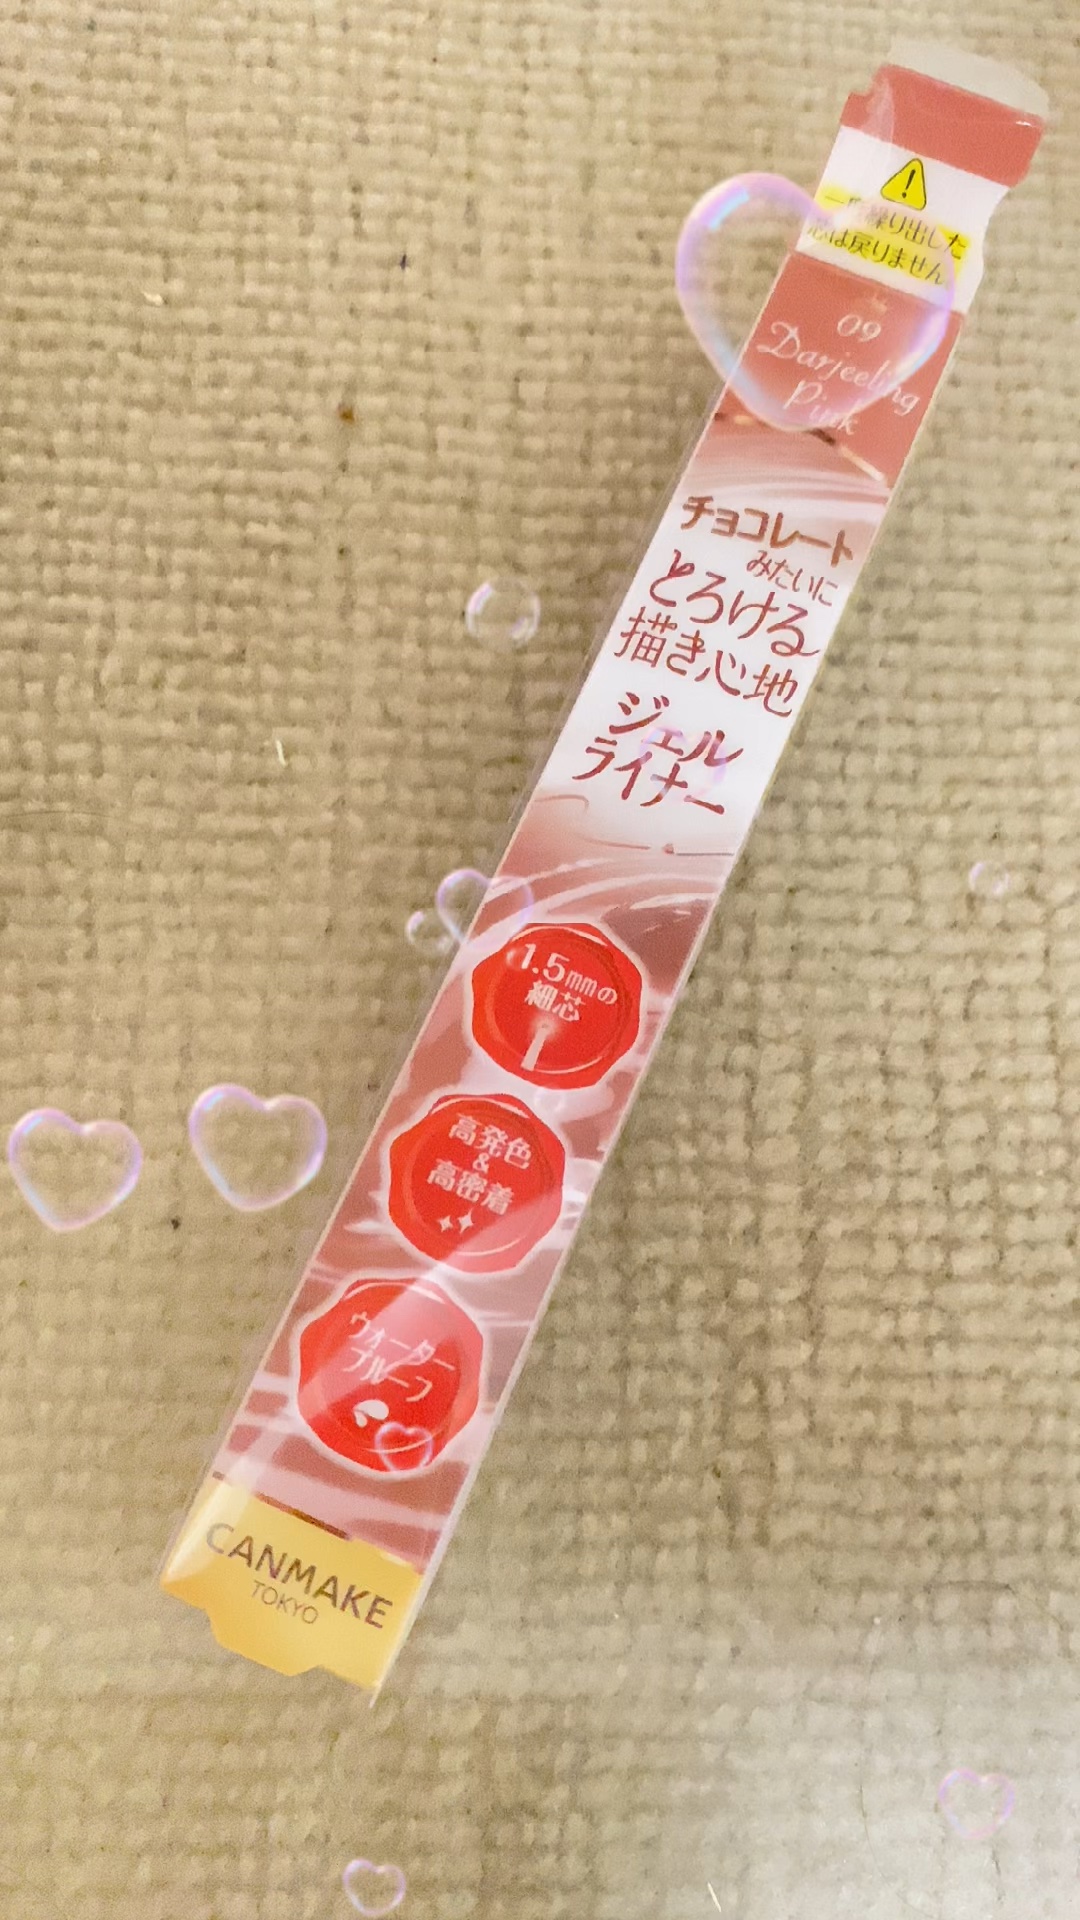 一度繰り出した
芯は戻りません
09
Darjeeling
Pink
チョコレート
みたいに
とろける
描き心地
ジェル
ライナー
1.5mmの
細芯
高発色
&
高密着
ウォーター
プルーフ
CANMAKE
TOKYO